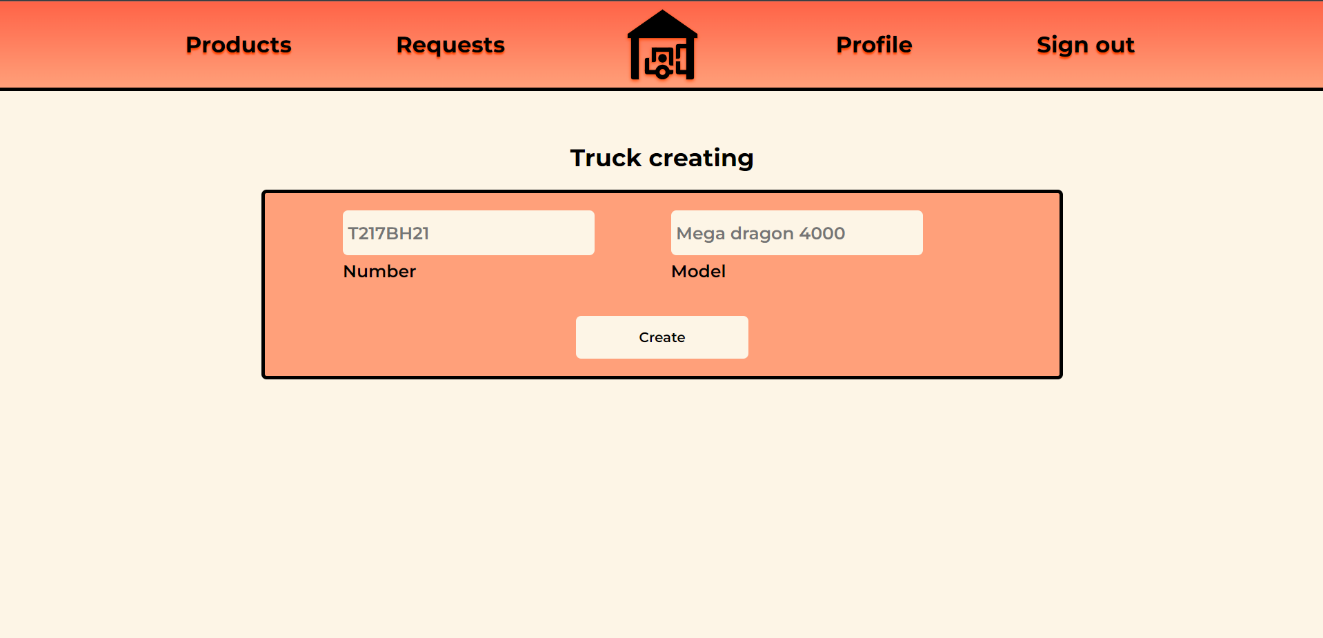 Products Requests Profile Sign out
Truck creating
T217BH21 Mega dragon 4000
Number Model
Create